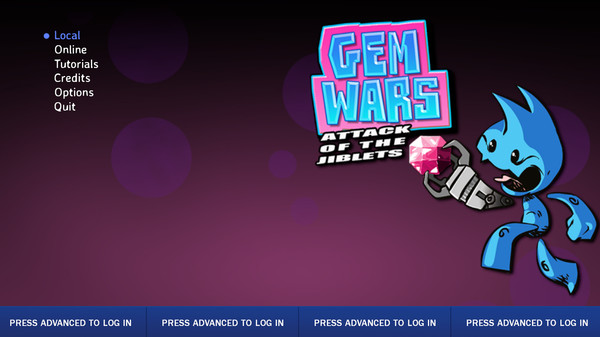 Local
Online
Tutorials
Credits
Options
Quit
GEM
WARS
ATTACK
OF THE
JIBLETS
PRESS ADVANCED TO LOG IN
PRESS ADVANCED TO LOG IN
PRESS ADVANCED TO LOG IN
PRESS ADVANCED TO LOG IN